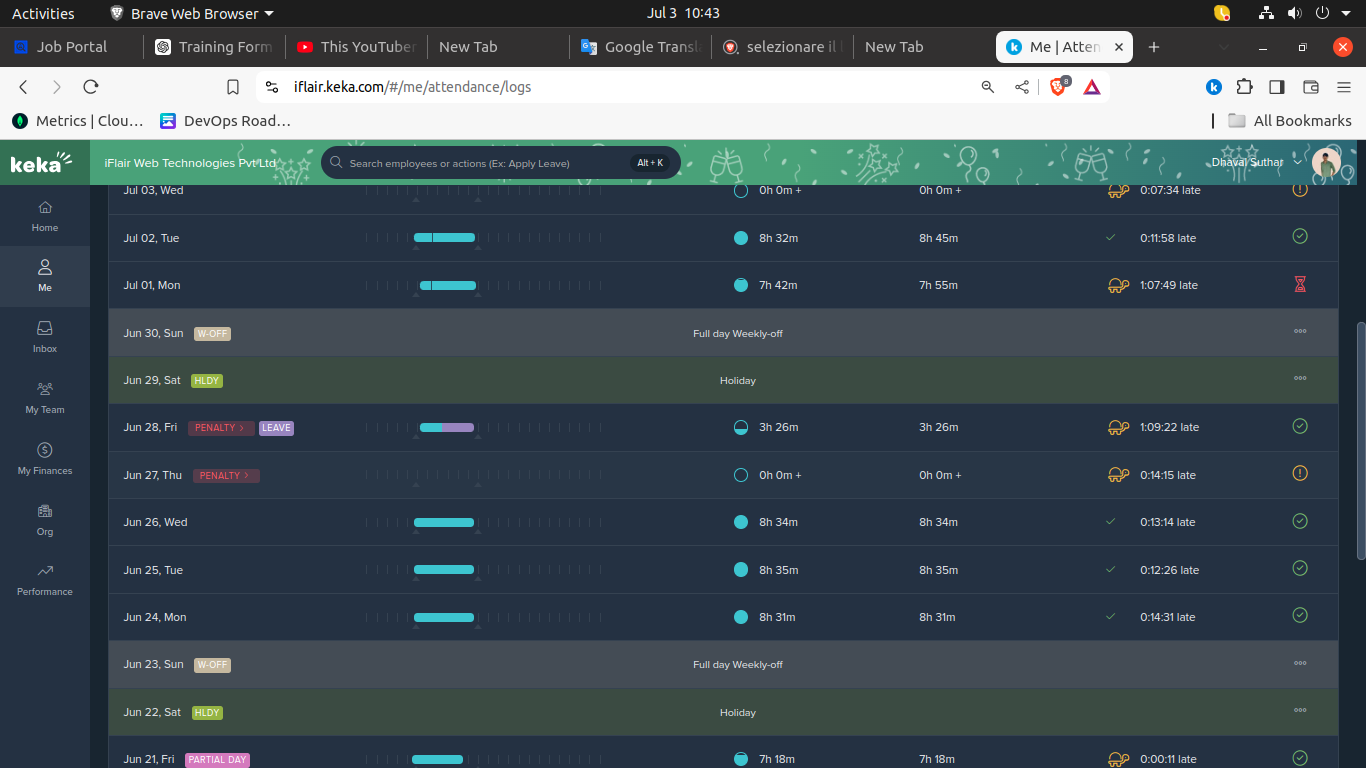 Activities Brave Web Browser Jul 3 10:43
Job Portal Training Form This YouTuber New Tab Google Transla selezionare il l New Tab Me | Atten
iflair.keka.com/#/me/attendance/logs 8
Metrics | Clou… DevOps Road… All Bookmarks
keka iFlair Web Technologies Pvt Ltd Search employees or actions (Ex: Apply Leave) Alt + K Dhaval Suthar
Home
Me
Inbox
My Team
My Finances
Org
Performance
Jul 03, Wed 0h 0m + 0h 0m + 0:07:34 late
Jul 02, Tue 8h 32m 8h 45m 0:11:58 late
Jul 01, Mon 7h 42m 7h 55m 1:07:49 late
Jun 30, Sun W-OFF Full day Weekly-off
Jun 29, Sat HLDY Holiday
Jun 28, Fri PENALTY > LEAVE 3h 26m 3h 26m 1:09:22 late
Jun 27, Thu PENALTY > 0h 0m + 0h 0m + 0:14:15 late
Jun 26, Wed 8h 34m 8h 34m 0:13:14 late
Jun 25, Tue 8h 35m 8h 35m 0:12:26 late
Jun 24, Mon 8h 31m 8h 31m 0:14:31 late
Jun 23, Sun W-OFF Full day Weekly-off
Jun 22, Sat HLDY Holiday
Jun 21, Fri PARTIAL DAY 7h 18m 7h 18m 0:00:11 late